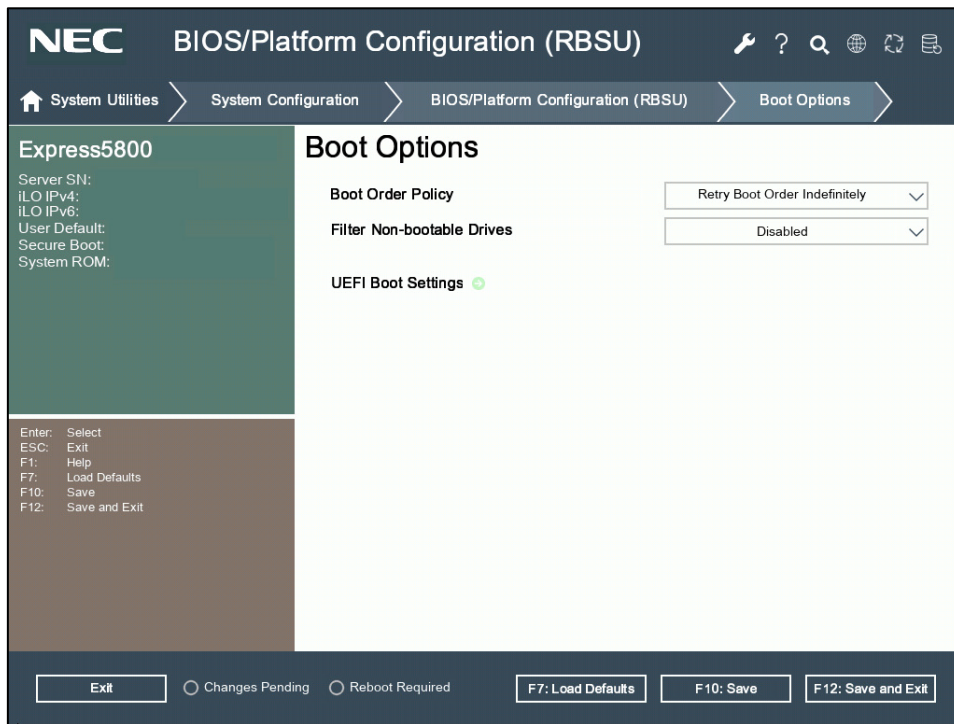 NEC BIOS/Platform Configuration (RBSU)
System Utilities
System Configuration
BIOS/Platform Configuration (RBSU)
Boot Options
Express5800
Server SN:
iLO IPv4:
iLO IPv6:
User Default:
Secure Boot:
System ROM:
Enter: Select
ESC: Exit
F1: Help
F7: Load Defaults
F10: Save
F12: Save and Exit
Boot Options
Boot Order Policy Retry Boot Order Indefinitely
Filter Non-bootable Drives Disabled
UEFI Boot Settings
Exit
Changes Pending
Reboot Required
F7: Load Defaults
F10: Save
F12: Save and Exit